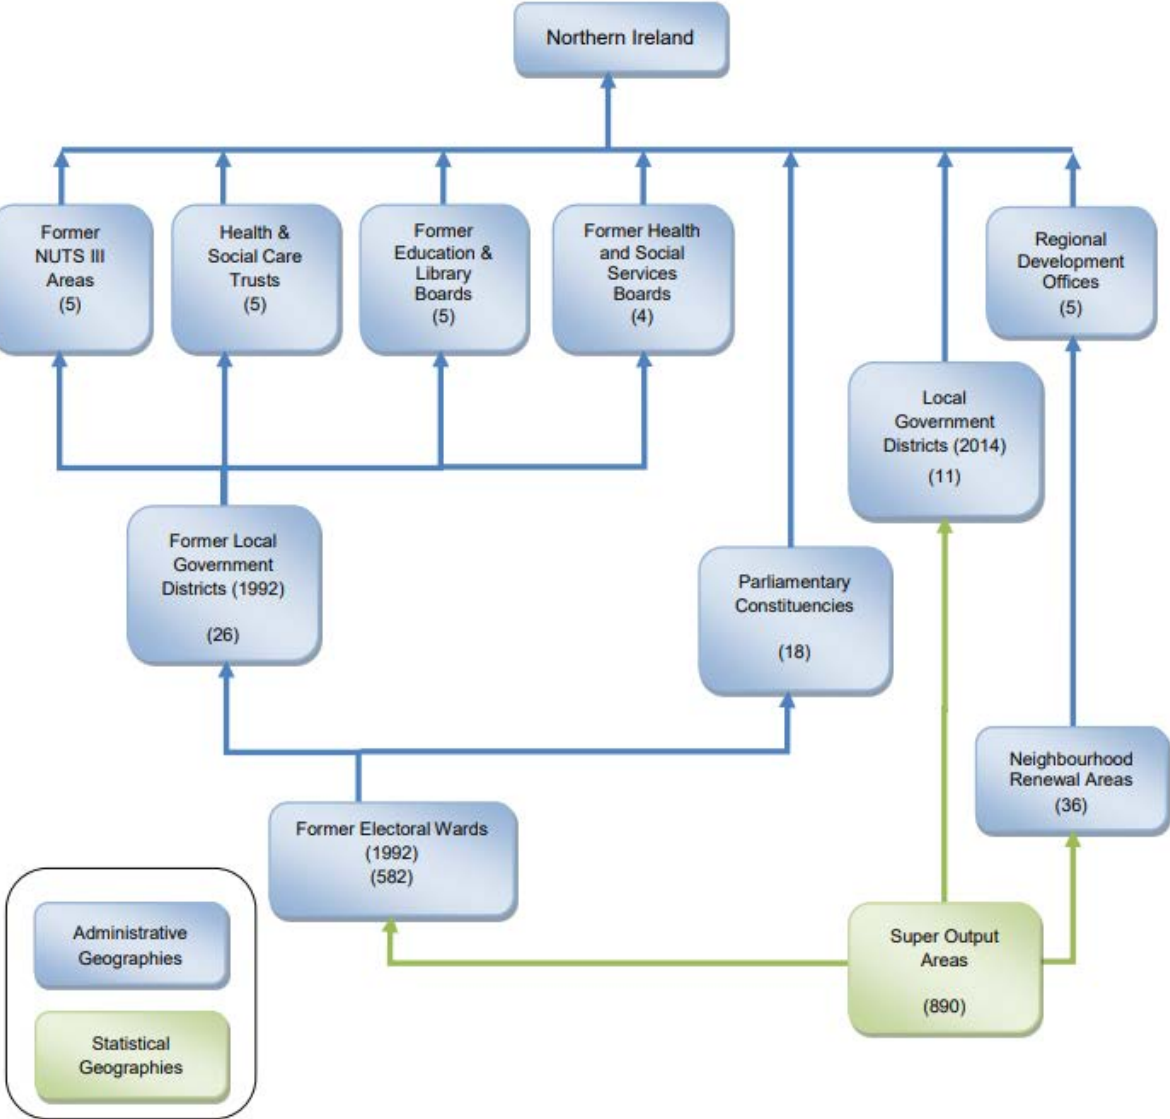 Northern Ireland
Former
NUTS III
Areas
(5)
Health &
Social Care
Trusts
(5)
Former
Education &
Library
Boards
(5)
Former Health
and Social
Services
Boards
(4)
Regional
Development
Offices
(5)
Local
Government
Districts (2014)
(11)
Former Local
Government
Districts (1992)
(26)
Parliamentary
Constituencies
(18)
Neighbourhood
Renewal Areas
(36)
Former Electoral Wards
(1992)
(582)
Super Output
Areas
(890)
Administrative
Geographies
Statistical
Geographies